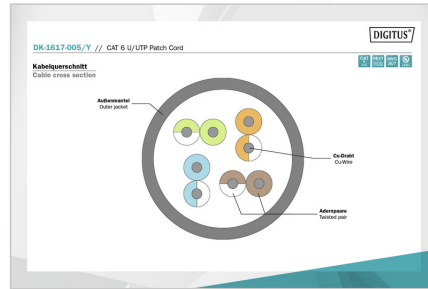 DIGITUS®
DK-1617-005/Y // CAT 6 U/UTP Patch Cord
Kabelquerschnitt
Cable cross section
Außenmantel
Outer jacket
Cu-Draht
Cu-Wire
Adernpaare
Twisted pair